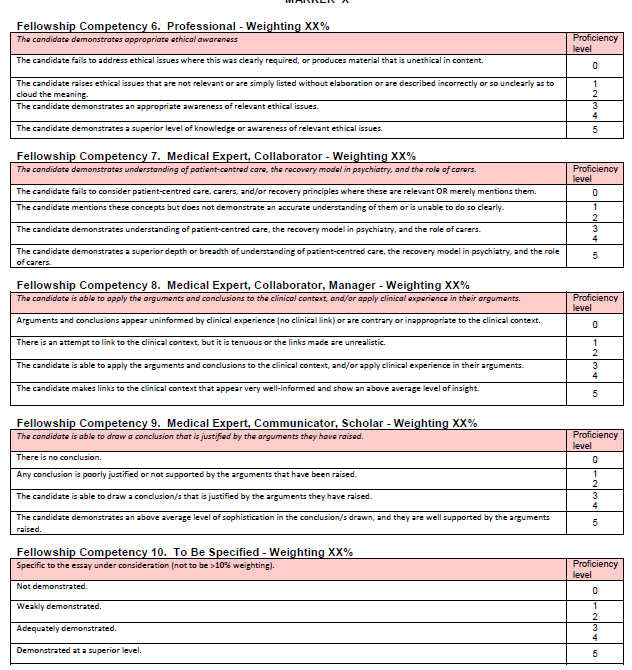 MARKER X
Fellowship Competency 6. Professional - Weighting XX%
The candidate demonstrates appropriate ethical awareness
Proficiency
level
The candidate fails to address ethical issues where this was clearly required, or produces material that is unethical in content.
0
The candidate raises ethical issues that are not relevant or are simply listed without elaboration or are described incorrectly or so unclearly as to
cloud the meaning.
1
2
The candidate demonstrates an appropriate awareness of relevant ethical issues.
3
4
The candidate demonstrates a superior level of knowledge or awareness of relevant ethical issues.
5
Fellowship Competency 7. Medical Expert, Collaborator - Weighting XX%
The candidate demonstrates understanding of patient-centred care, the recovery model in psychiatry, and the role of carers.
Proficiency
level
The candidate fails to consider patient-centred care, carers, and/or recovery principles where these are relevant OR merely mentions them.
0
The candidate mentions these concepts but does not demonstrate an accurate understanding of them or is unable to do so clearly.
1
2
The candidate demonstrates understanding of patient-centred care, the recovery model in psychiatry, and the role of carers.
3
4
The candidate demonstrates a superior depth or breadth of understanding of patient-centred care, the recovery model in psychiatry, and the role
of carers.
5
Fellowship Competency 8. Medical Expert, Collaborator, Manager - Weighting XX%
The candidate is able to apply the arguments and conclusions to the clinical context, and/or apply clinical experience in their arguments.
Proficiency
level
Arguments and conclusions appear uninformed by clinical experience (no clinical link) or are contrary or inappropriate to the clinical context.
0
There is an attempt to link to the clinical context, but it is tenuous or the links made are unrealistic.
1
2
The candidate is able to apply the arguments and conclusions to the clinical context, and/or apply clinical experience in their arguments.
3
4
The candidate makes links to the clinical context that appear very well-informed and show an above average level of insight.
5
Fellowship Competency 9. Medical Expert, Communicator, Scholar - Weighting XX%
The candidate is able to draw a conclusion that is justified by the arguments they have raised.
Proficiency
level
There is no conclusion.
0
Any conclusion is poorly justified or not supported by the arguments that have been raised.
1
2
The candidate is able to draw a conclusion/s that is justified by the arguments they have raised.
3
4
The candidate demonstrates an above average level of sophistication in the conclusion/s drawn, and they are well supported by the arguments
raised.
5
Fellowship Competency 10. To Be Specified - Weighting XX%
Specific to the essay under consideration (not to be >10% weighting).
Proficiency
level
Not demonstrated.
0
Weakly demonstrated.
1
2
Adequately demonstrated.
3
4
Demonstrated at a superior level.
5